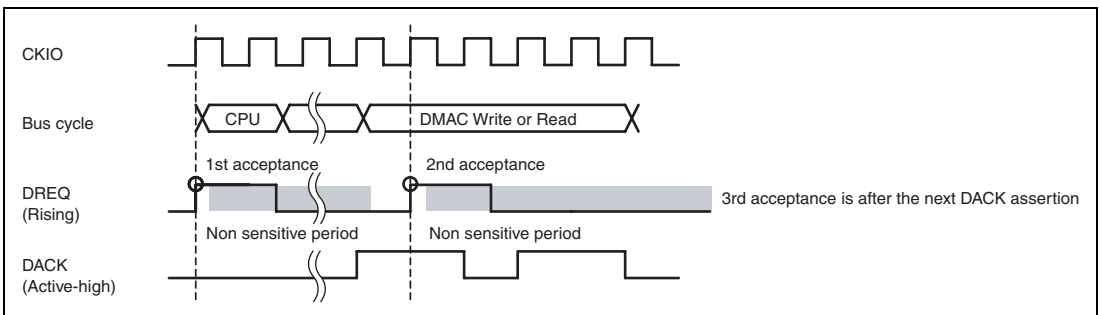 CKIO
Bus cycle
CPU
DMAC Write or Read
1st acceptance
2nd acceptance
DREQ
(Rising)
3rd acceptance is after the next DACK assertion
Non sensitive period
Non sensitive period
DACK
(Active-high)